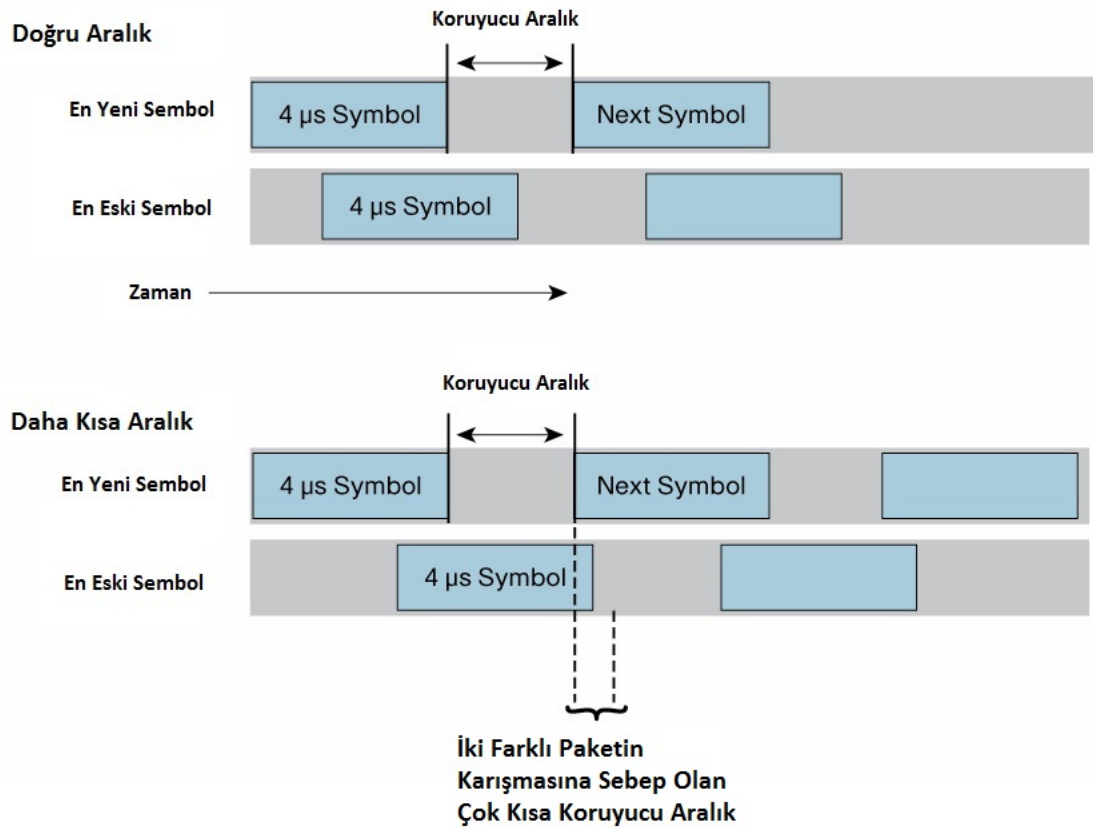 Koruyucu Aralık
Doğru Aralık
En Yeni Sembol
4 µs Symbol
Next Symbol
En Eski Sembol
4 µs Symbol
Zaman
Koruyucu Aralık
Daha Kısa Aralık
En Yeni Sembol
4 µs Symbol
Next Symbol
En Eski Sembol
4 µs Symbol
İki Farklı Paketin
Karışmasına Sebep Olan
Çok Kısa Koruyucu Aralık